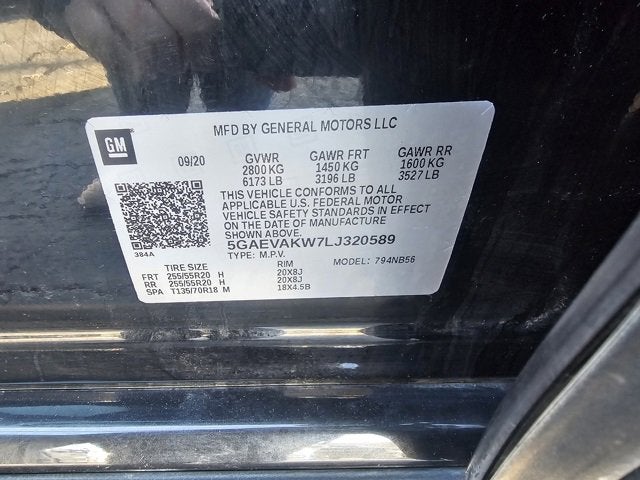 MFD BY GENERAL MOTORS LLC
GM
09/20 GVWR GAWR FRT GAWR RR
2800 KG 1450 KG 1600 KG
6173 LB 3196 LB 3527 LB
THIS VEHICLE CONFORMS TO ALL
APPLICABLE U.S. FEDERAL MOTOR
VEHICLE SAFETY STANDARDS IN EFFECT
ON THE DATE OF MANUFACTURE
SHOWN ABOVE.
5GAEVAKW7LJ320589
384A
TYPE: M.P.V. MODEL: 794NB56
TIRE SIZE RIM
FRT 255/55R20 H 20X8J
RR 255/55R20 H 20X8J
SPA T135/70R18 M 18X4.5B